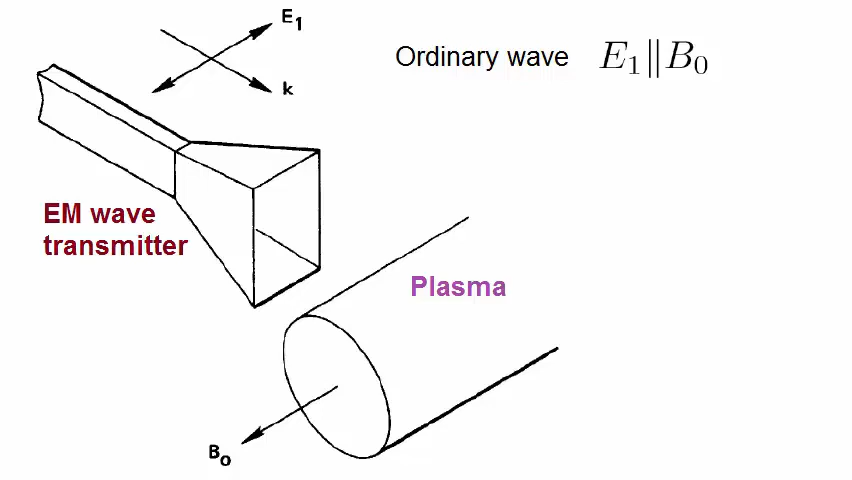 E₁
Ordinary wave E₁ ∥ B₀
k
EM wave
transmitter
Plasma
B₀